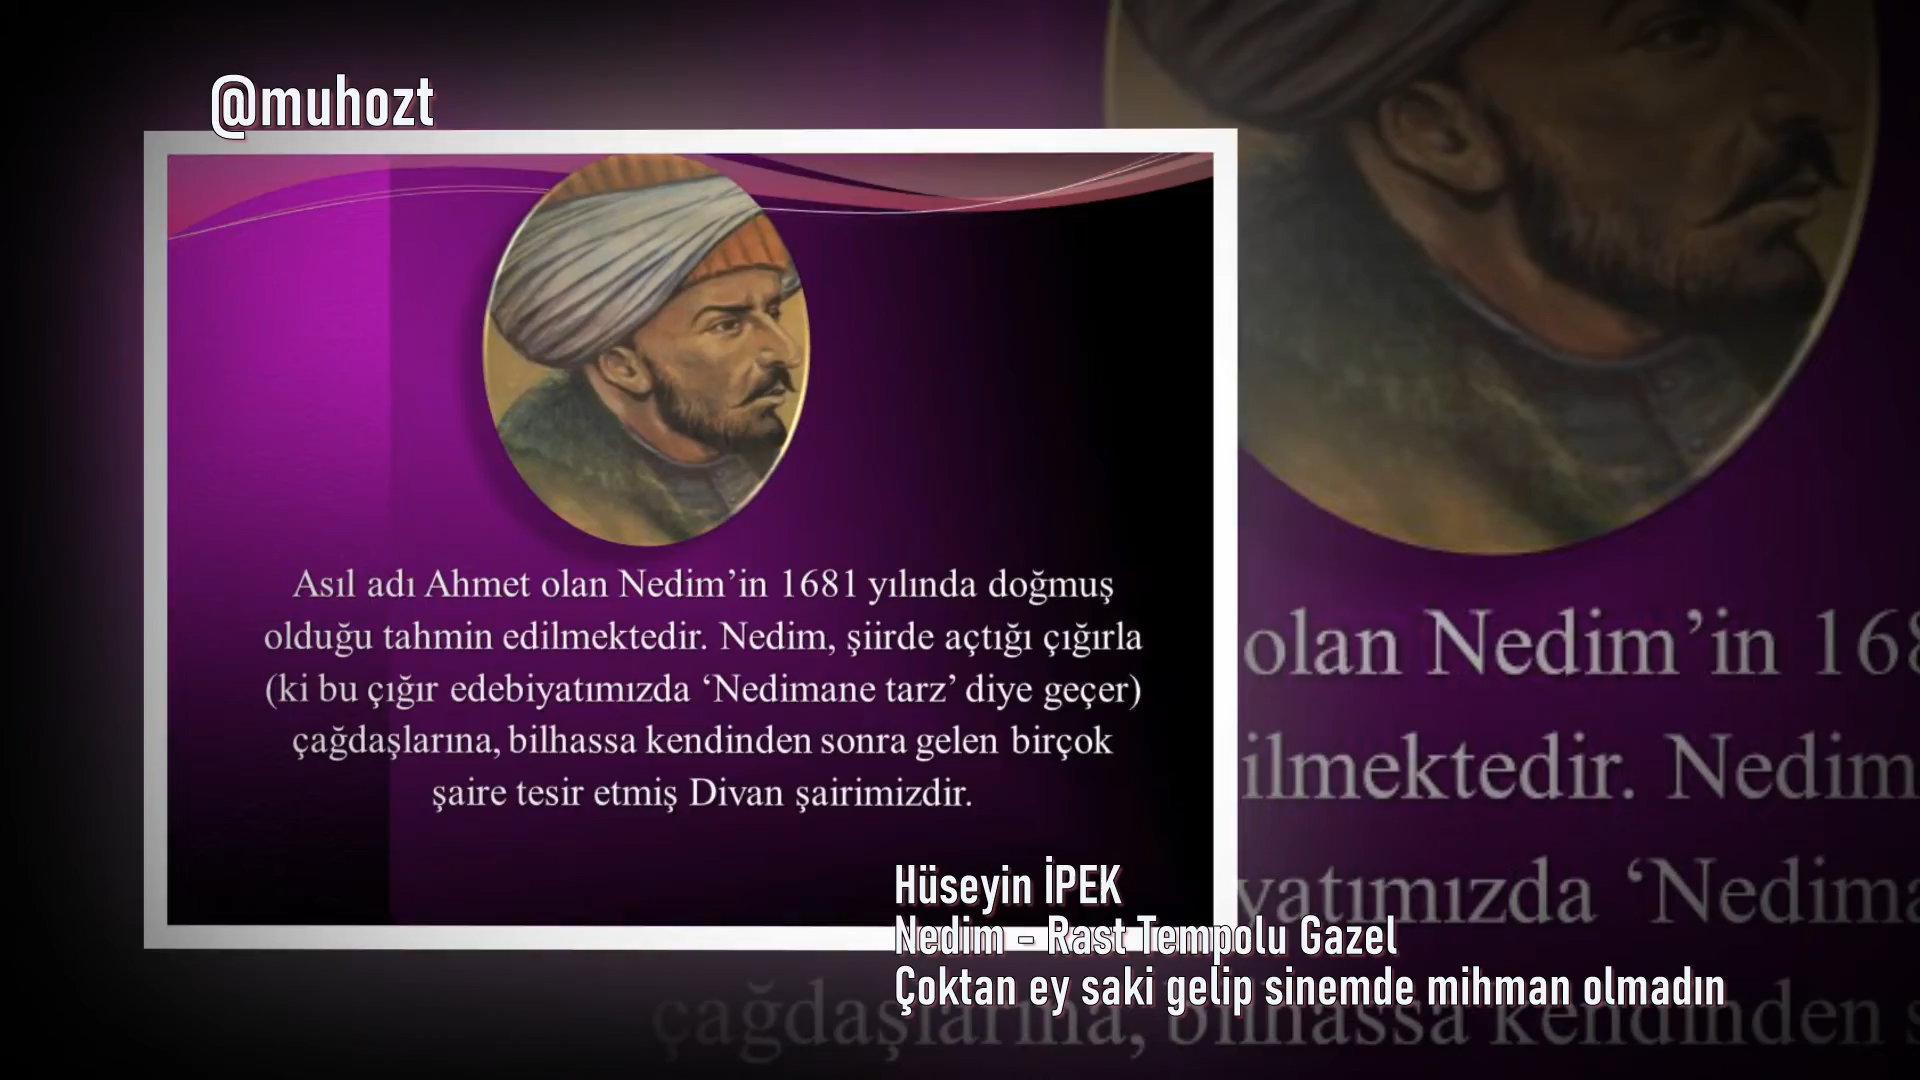 @muhozt
Asıl adı Ahmet olan Nedim’in 1681 yılında doğmuş
olduğu tahmin edilmektedir. Nedim, şiirde açtığı çığırla
(ki bu çığır edebiyatımızda ‘Nedimane tarz’ diye geçer)
çağdaşlarına, bilhassa kendinden sonra gelen birçok
şaire tesir etmiş Divan şairimizdir.
olan Nedim’in 168
ilmektedir. Nedim
yatımızda ‘Nedima
çağdaşlarına, bilhassa kendinden s
Hüseyin İPEK
Nedim - Rast Tempolu Gazel
Çoktan ey saki gelip sinemde mihman olmadın